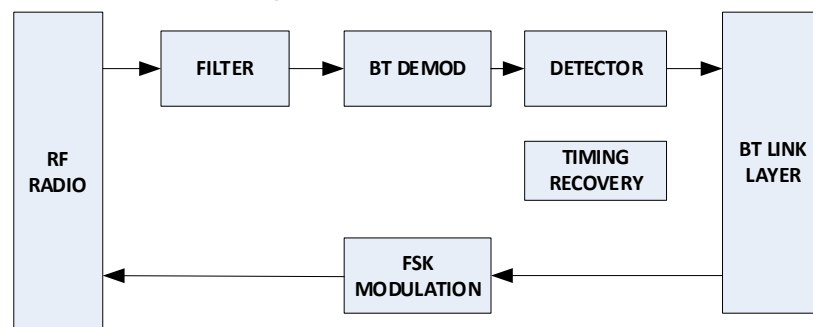 FILTER
BT DEMOD
DETECTOR
RF
RADIO
TIMING
RECOVERY
BT LINK
LAYER
FSK
MODULATION